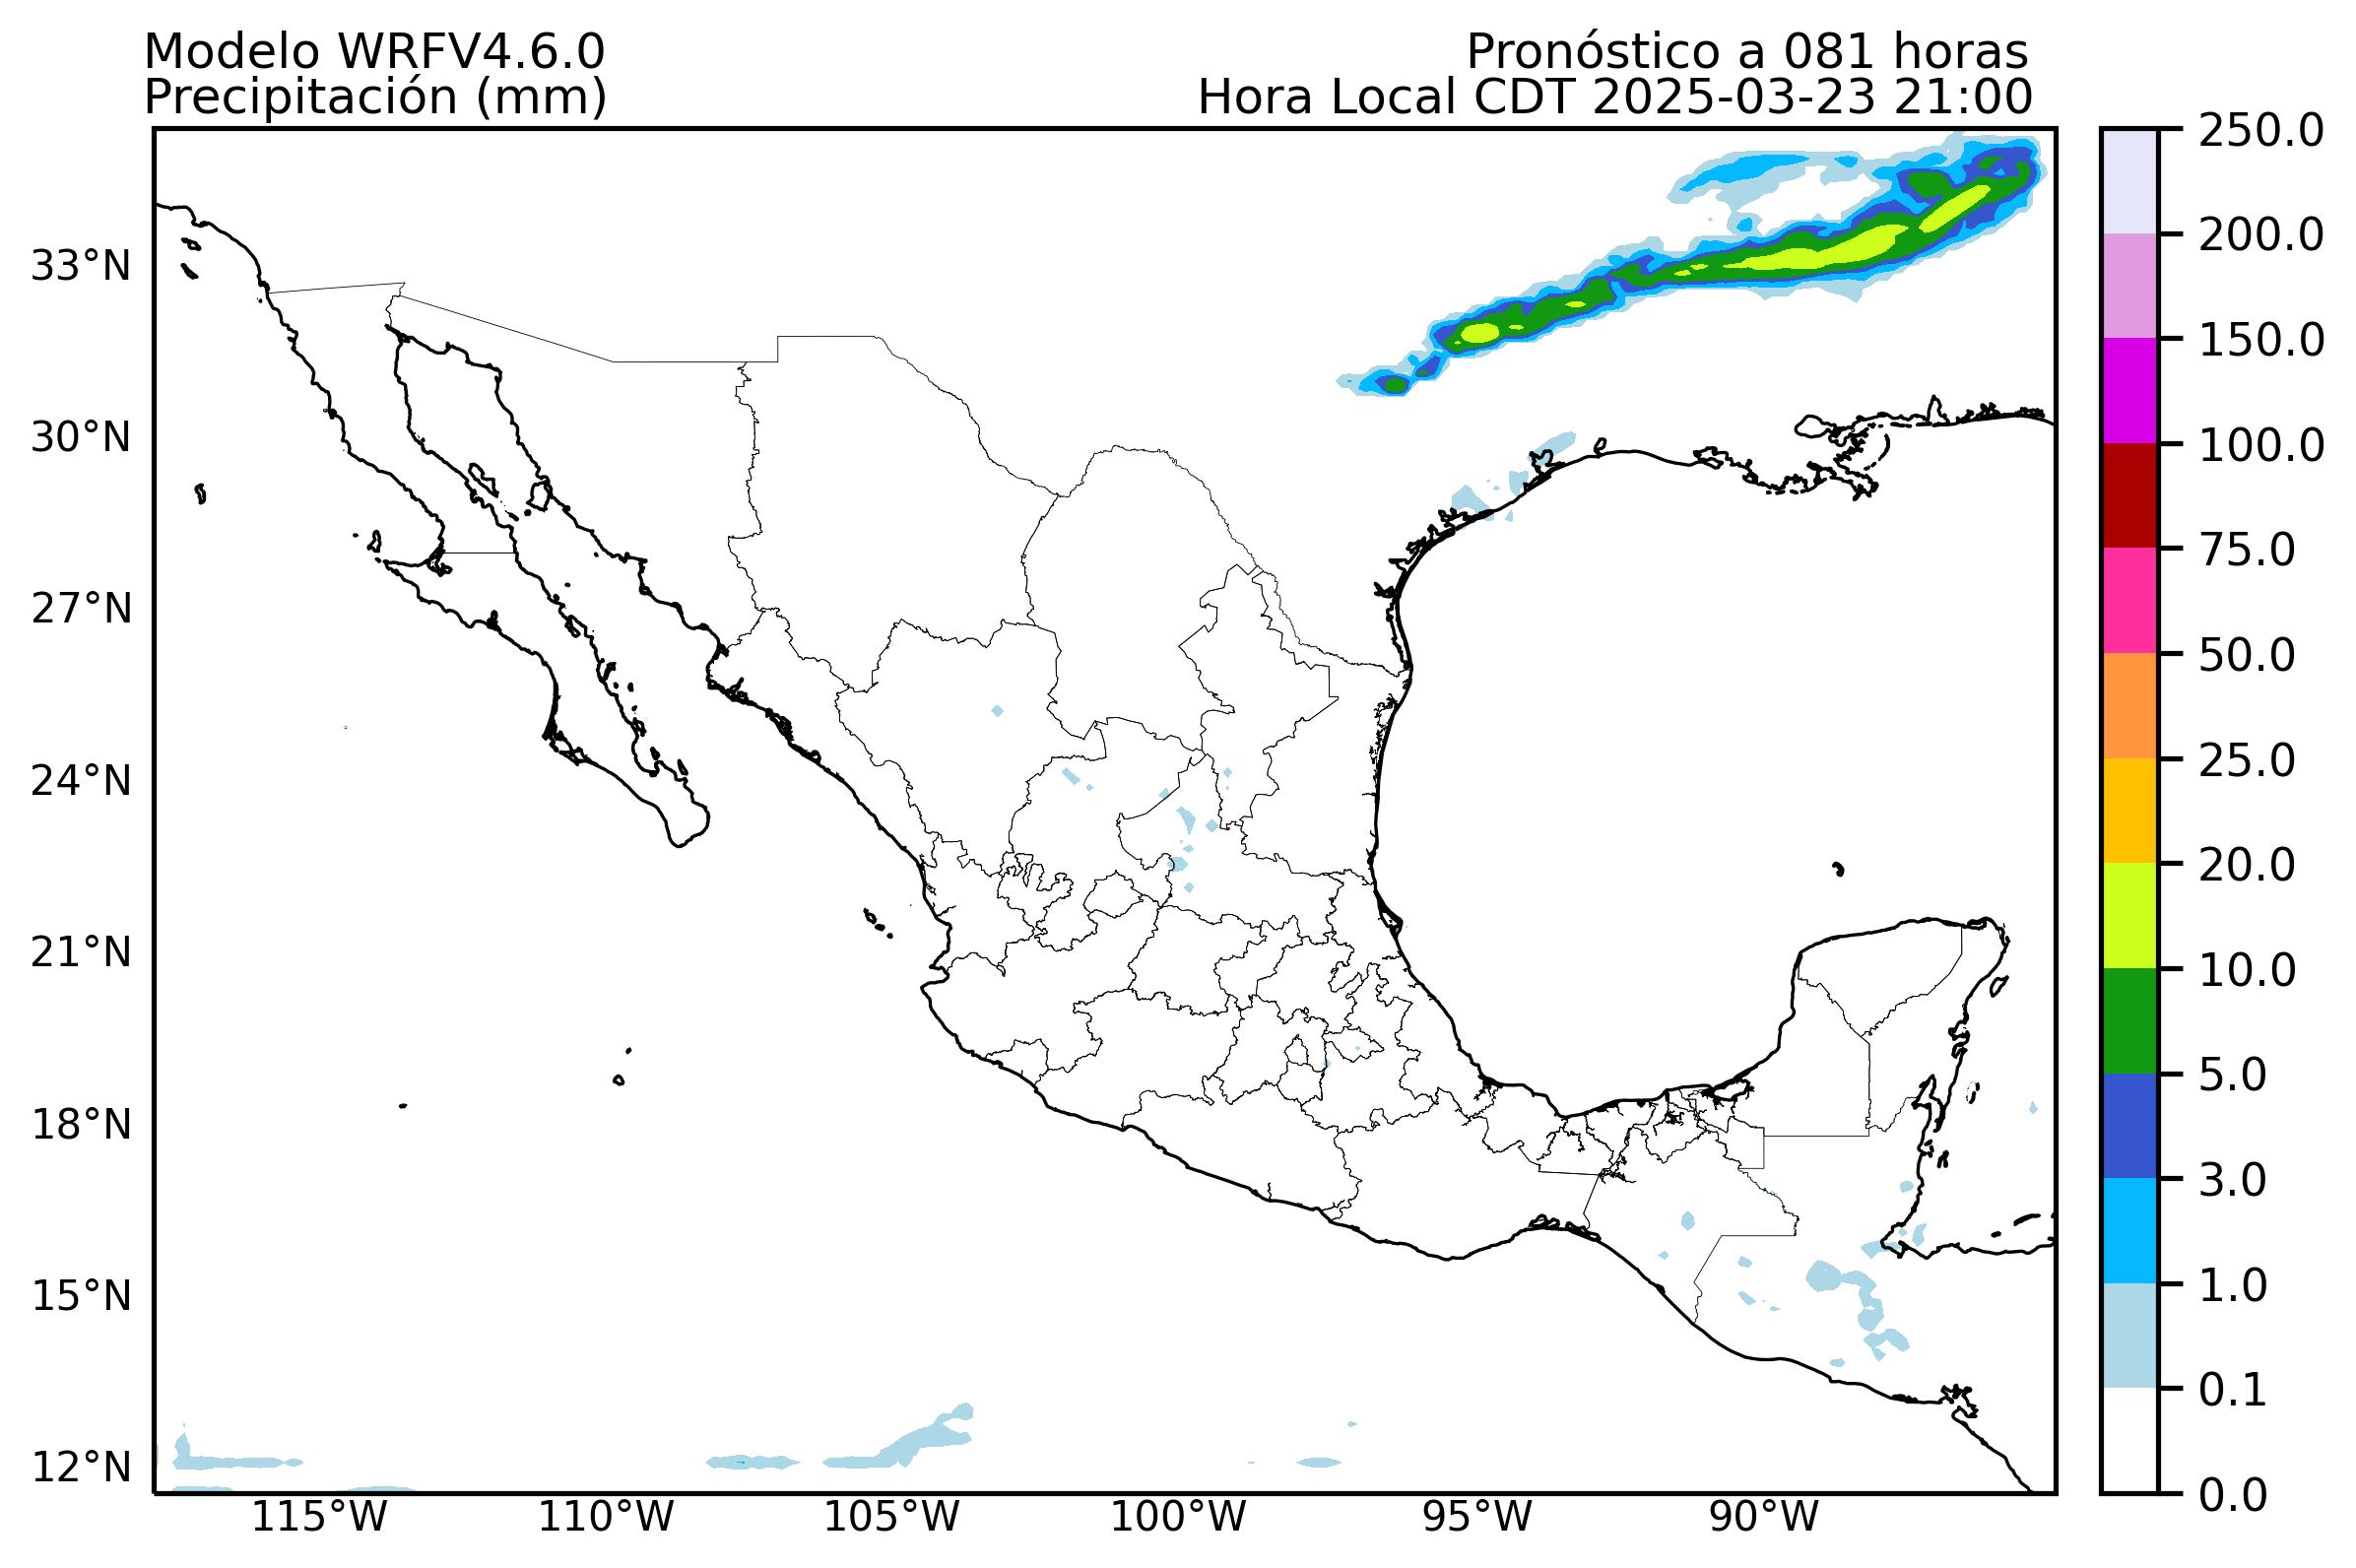 Modelo WRFV4.6.0
Pronóstico a 081 horas
Precipitación (mm)
Hora Local CDT 2025-03-23 21:00
33°N
30°N
27°N
24°N
21°N
18°N
15°N
12°N
115°W
110°W
105°W
100°W
95°W
90°W
250.0
200.0
150.0
100.0
75.0
50.0
25.0
20.0
10.0
5.0
3.0
1.0
0.1
0.0